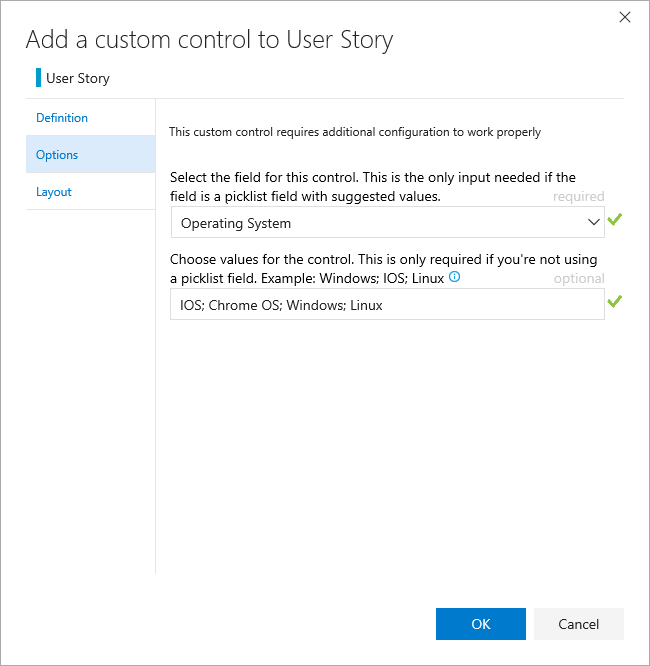 Add a custom control to User Story
User Story
Definition
Options
Layout
This custom control requires additional configuration to work properly
Select the field for this control. This is the only input needed if the
field is a picklist field with suggested values.
required
Operating System
Choose values for the control. This is only required if you're not using
a picklist field. Example: Windows; IOS; Linux
optional
IOS; Chrome OS; Windows; Linux
OK
Cancel